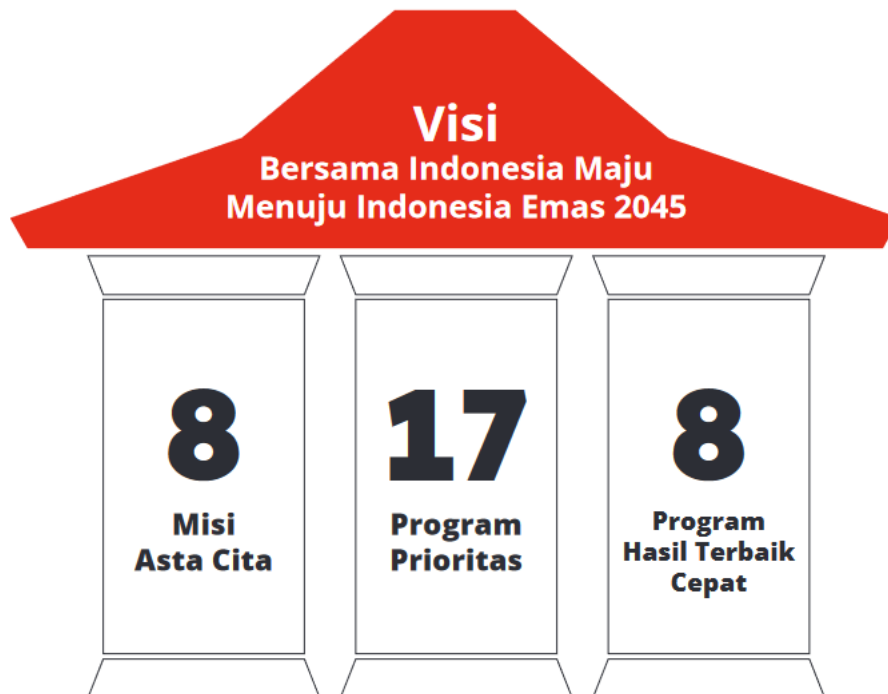 Visi
Bersama Indonesia Maju
Menuju Indonesia Emas 2045
8
Misi
Asta Cita
17
Program
Prioritas
8
Program
Hasil Terbaik
Cepat